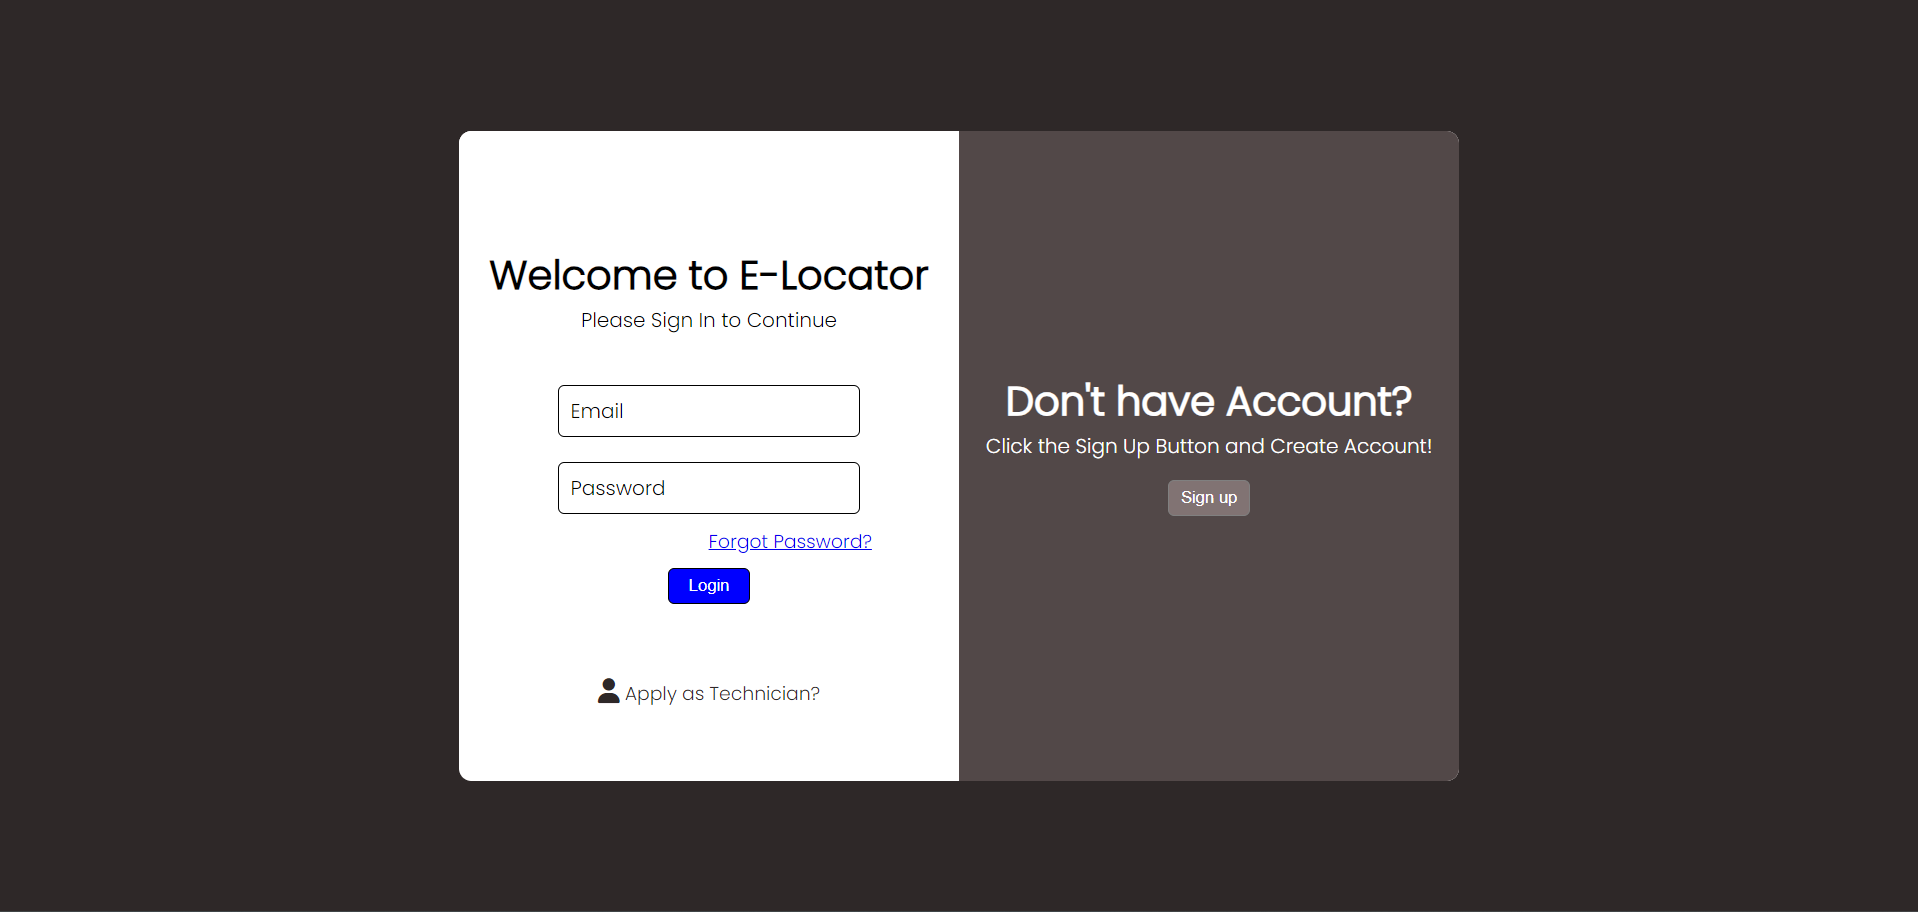 Welcome to E-Locator
Please Sign In to Continue
Email
Password
Forgot Password?
Login
Apply as Technician?
Don't have Account?
Click the Sign Up Button and Create Account!
Sign up